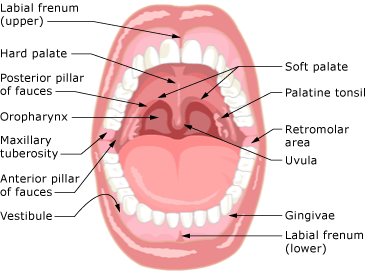 Labial frenum
(upper)
Hard palate
Posterior pillar
of fauces
Oropharynx
Maxillary
tuberosity
Anterior pillar
of fauces
Vestibule
Soft palate
Palatine tonsil
Retromolar
area
Uvula
Gingivae
Labial frenum
(lower)